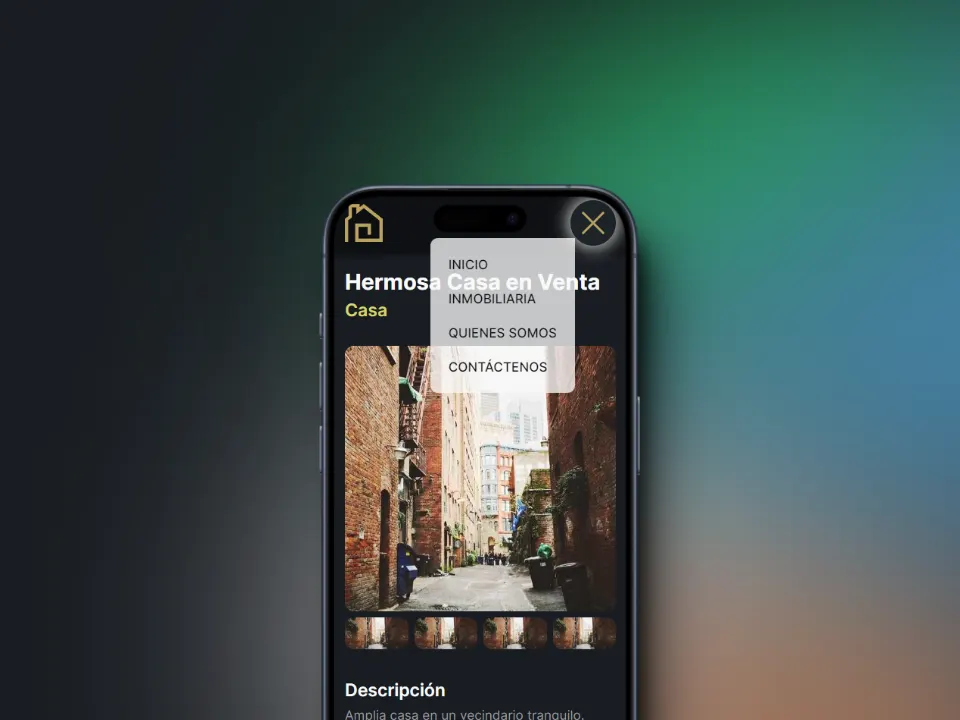 INICIO
Hermosa Casa en Venta
INMOBILIARIA
Casa
QUIENES SOMOS
CONTÁCTENOS
Descripción
Amplia casa en un vecindario tranquilo.